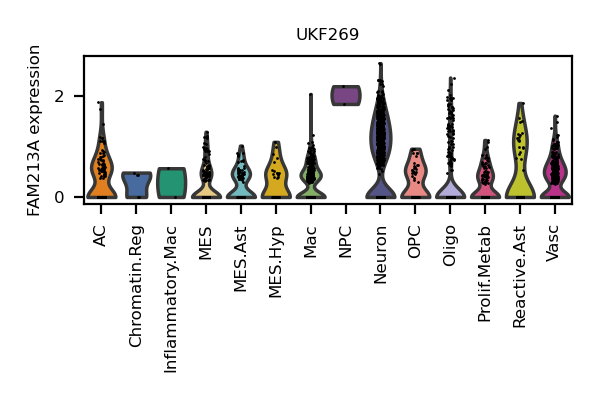 UKF269
FAM213A expression
2
0
AC
Chromatin.Reg
Inflammatory.Mac
MES
MES.Ast
MES.Hyp
Mac
NPC
Neuron
OPC
Oligo
Prolif.Metab
Reactive.Ast
Vasc